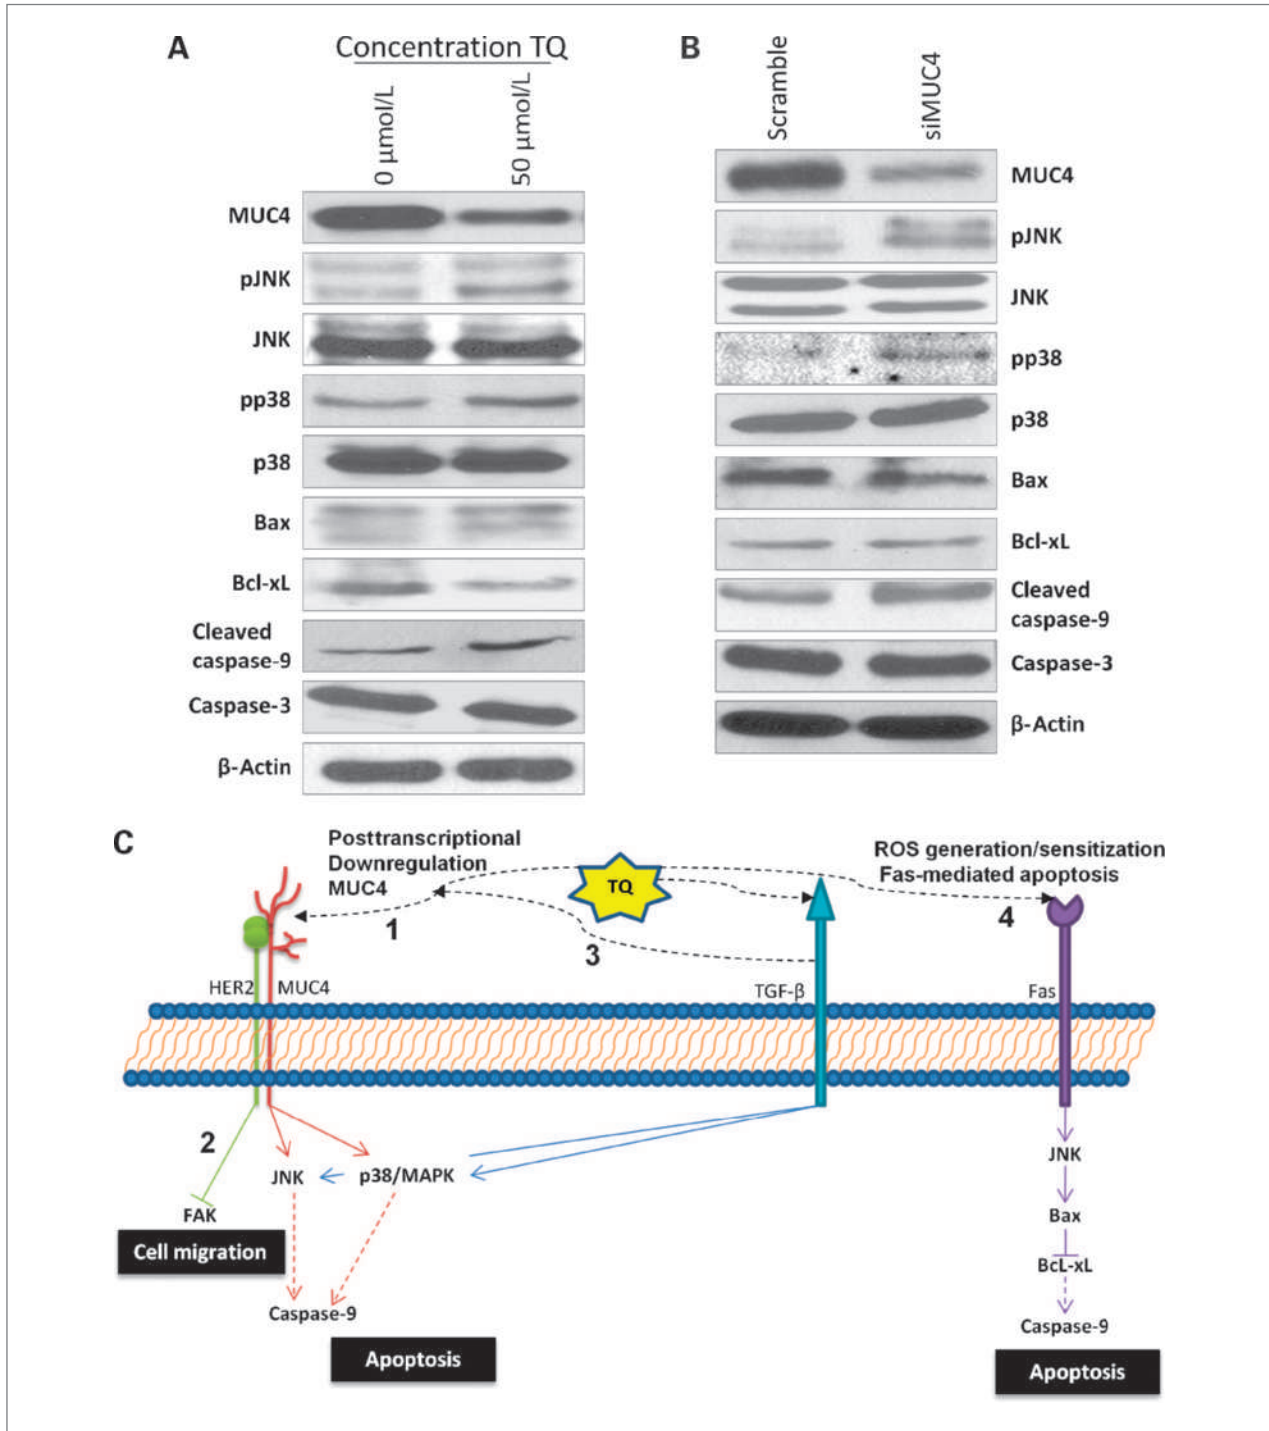 A
Concentration TQ
0 µmol/L
50 µmol/L
MUC4
pJNK
JNK
pp38
p38
Bax
Bcl-xL
Cleaved
caspase-9
Caspase-3
β-Actin
B
Scramble
siMUC4
MUC4
pJNK
JNK
pp38
p38
Bax
Bcl-xL
Cleaved
caspase-9
Caspase-3
β-Actin
C
Posttranscriptional
Downregulation
MUC4
TQ
ROS generation/sensitization
Fas-mediated apoptosis
1
3
4
HER2
MUC4
TGF-β
Fas
2
JNK
p38/MAPK
FAK
Cell migration
Caspase-9
Apoptosis
JNK
Bax
BcL-xL
Caspase-9
Apoptosis